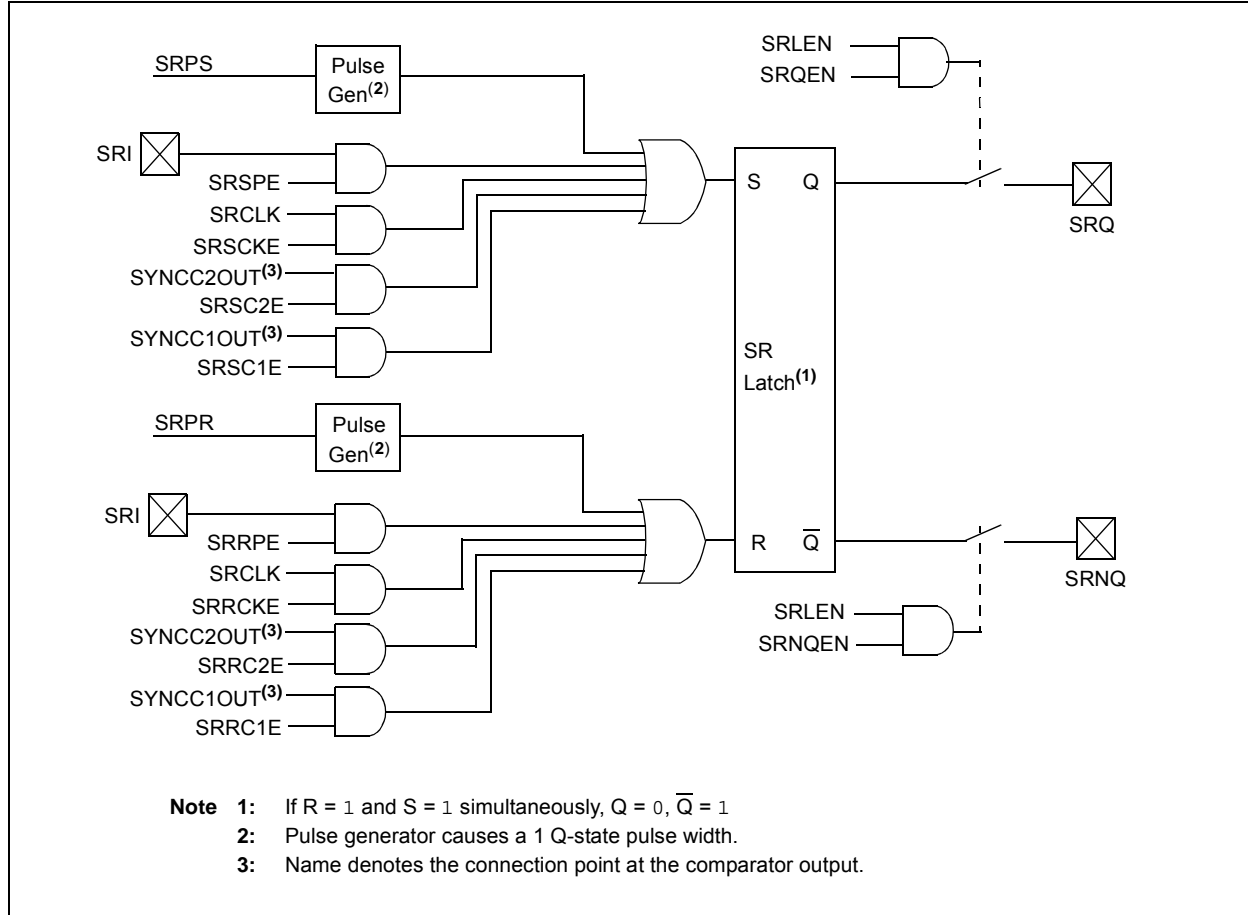 SRPS
Pulse
Gen(2)
SRI
SRSPE
SRCLK
SRSCKE
SYNCC2OUT(3)
SRSC2E
SYNCC1OUT(3)
SRSC1E
SRPR
Pulse
Gen(2)
SRI
SRRPE
SRCLK
SRRCKE
SYNCC2OUT(3)
SRRC2E
SYNCC1OUT(3)
SRRC1E
S Q
SR
Latch(1)
R Q̅
SRLEN
SRQEN
SRQ
SRNQ
SRLEN
SRNQEN
Note 1: If R = 1 and S = 1 simultaneously, Q = 0, Q̅ = 1
2: Pulse generator causes a 1 Q-state pulse width.
3: Name denotes the connection point at the comparator output.